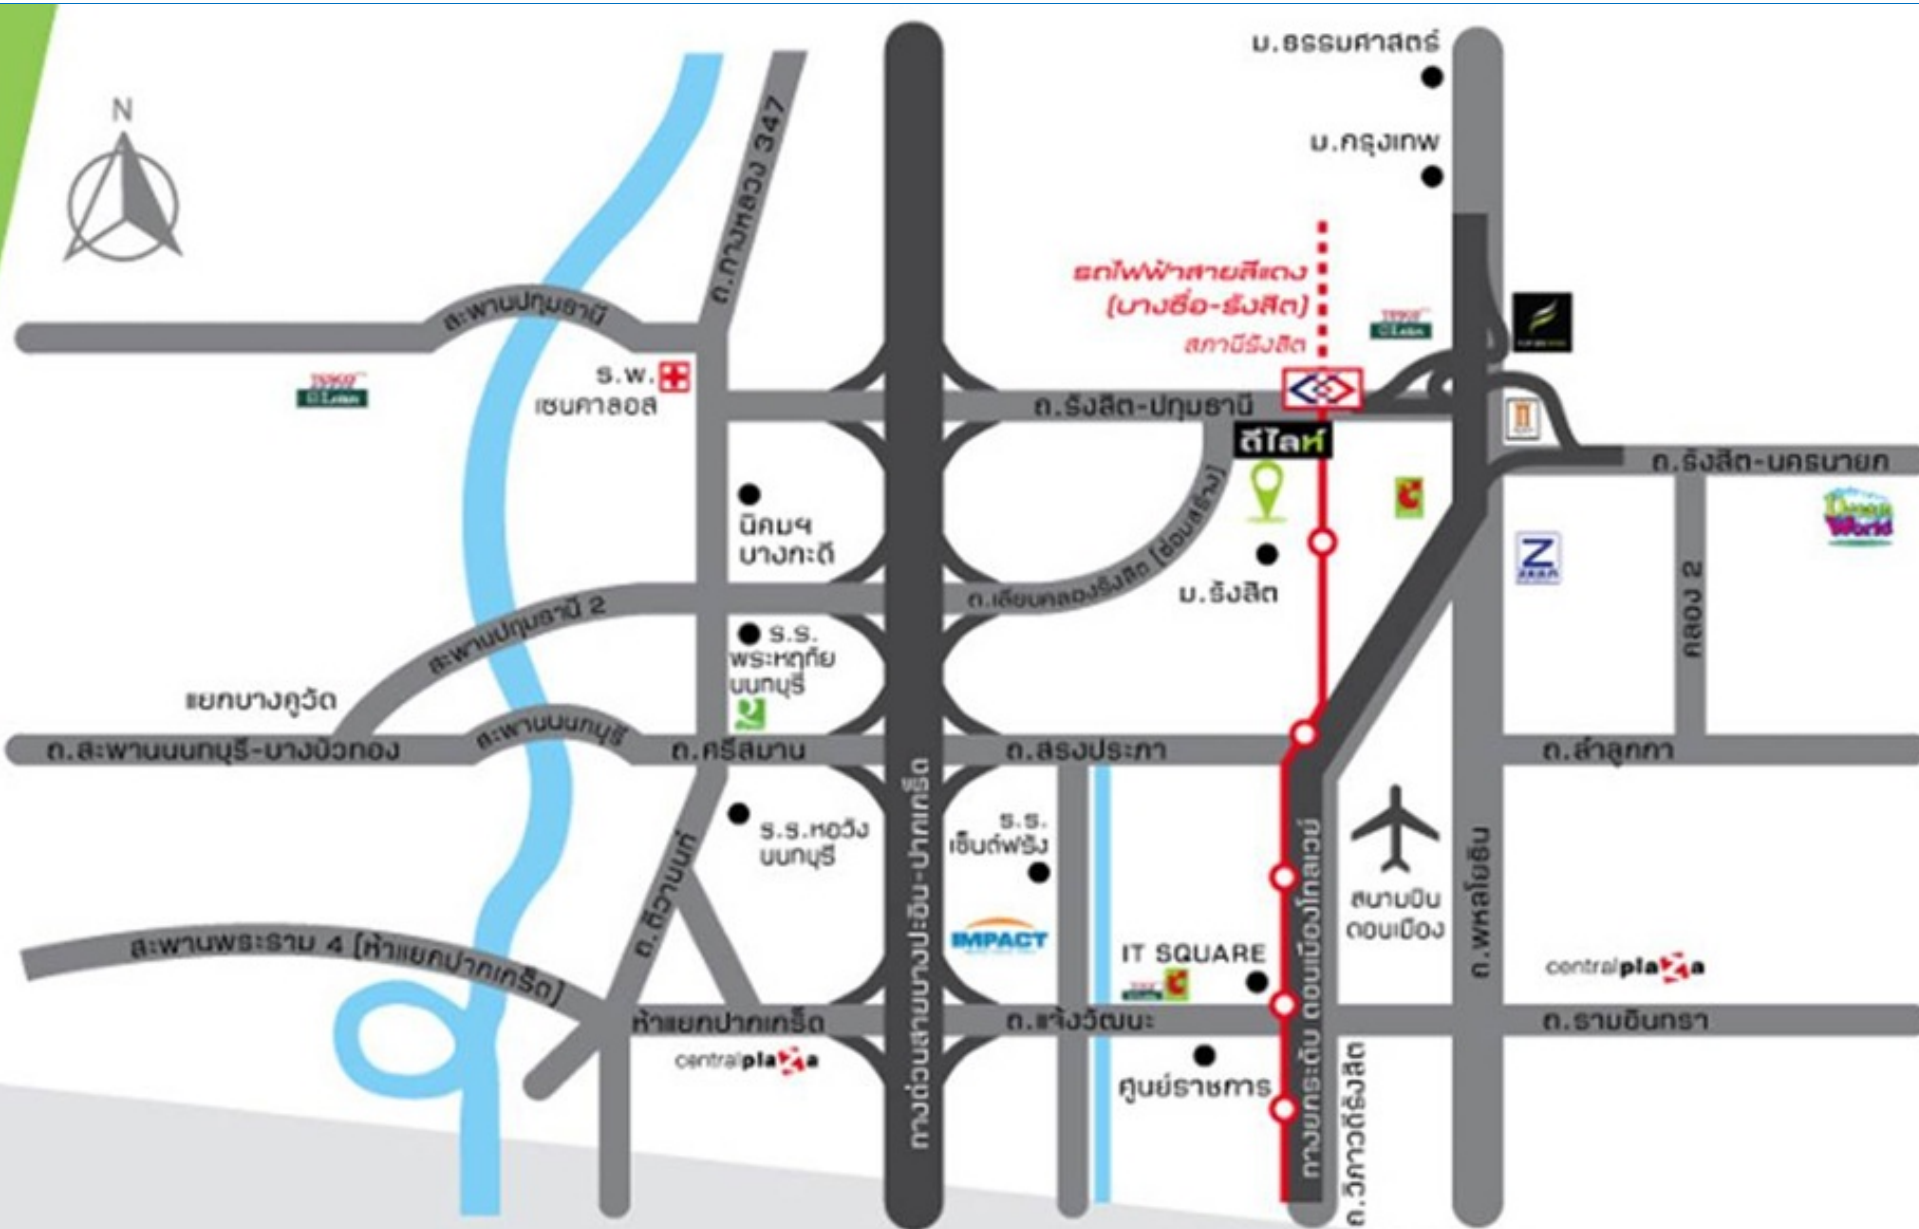 N
ม.ธรรมศาสตร์
ม.กรุงเทพ
ถ.ทางหลวง 347
รถไฟฟ้าสายสีแดง
(บางซื่อ-รังสิต)
สถานีรังสิต
สะพานปทุมธานี
ร.พ.
เซนคาลอส
ถ.รังสิต-ปทุมธานี
ดีไลท์
ถ.รังสิต-นครนายก
Dream
World
นิคมฯ
บางกะดี
ถ.เลียบคลองรังสิต (ซ่อมสร้าง)
ม.รังสิต
Z
คลอง 2
สะพานปทุมธานี 2
ร.ร.
พระหฤทัย
นนทบุรี
แยกบางคูวัด
ถ.สะพานนนทบุรี-บางบัวทอง
สะพานนนทบุรี
ถ.ศรีสมาน
ถ.สรงประภา
ถ.ลำลูกกา
ร.ร.หอวัง
นนทบุรี
ร.ร.
เซ็นต์ฟรัง
ถ.ติวานนท์
ทางด่วนสายบางปะอิน-ปากเกร็ด
IMPACT
IT SQUARE
ทางยกระดับ ดอนเมืองโทลเวย์
สนามบิน
ดอนเมือง
ถ.พหลโยธิน
centralplaza
สะพานพระราม 4 (ห้าแยกปากเกร็ด)
ห้าแยกปากเกร็ด
ถ.แจ้งวัฒนะ
ถ.รามอินทรา
centralplaza
ศูนย์ราชการ
ถ.วิภาวดีรังสิต